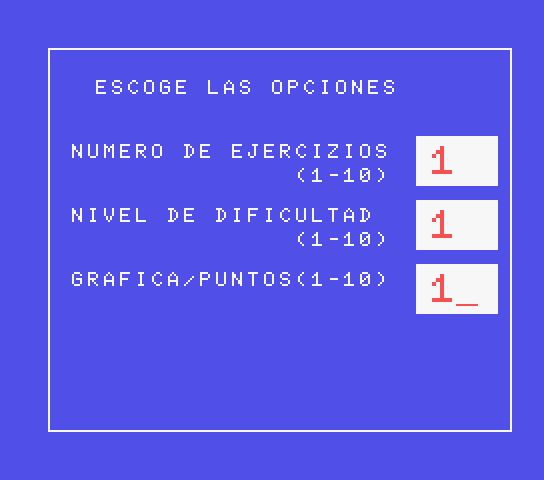 ESCOGE LAS OPCIONES
NUMERO DE EJERCIZIOS 1
(1-10)
NIVEL DE DIFICULTAD 1
(1-10)
GRAFICA/PUNTOS(1-10) 1_